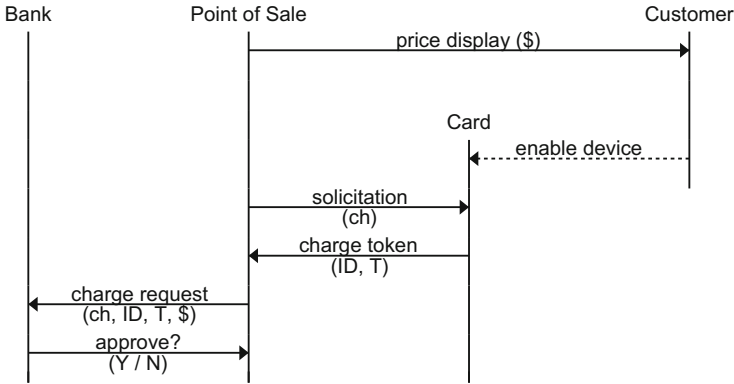 Bank
Point of Sale
Customer
price display ($)
Card
enable device
solicitation
(ch)
charge token
(ID, T)
charge request
(ch, ID, T, $)
approve?
(Y / N)